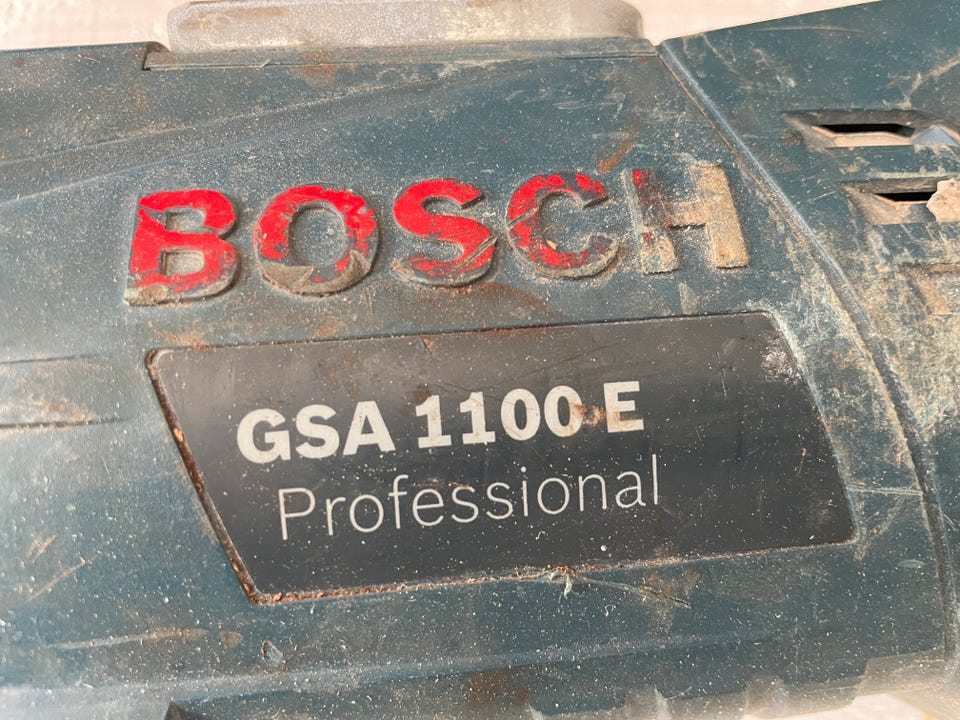 BOSCH
GSA 1100 E
Professional